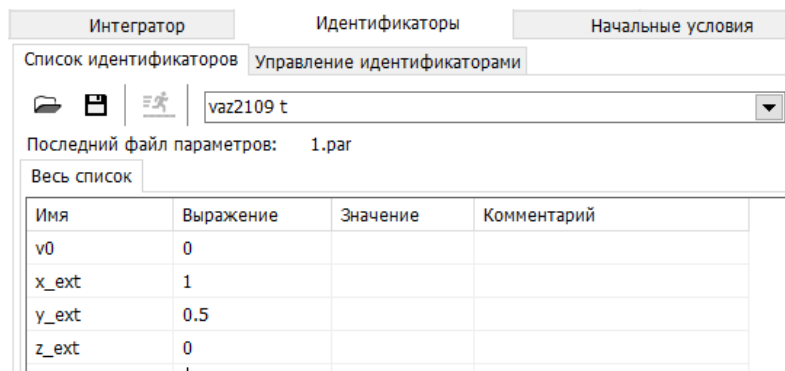 Интегратор Идентификаторы Начальные условия
Список идентификаторов Управление идентификаторами
vaz2109 t
Последний файл параметров: 1.par
Весь список
Имя Выражение Значение Комментарий
v0 0
x_ext 1
y_ext 0.5
z_ext 0